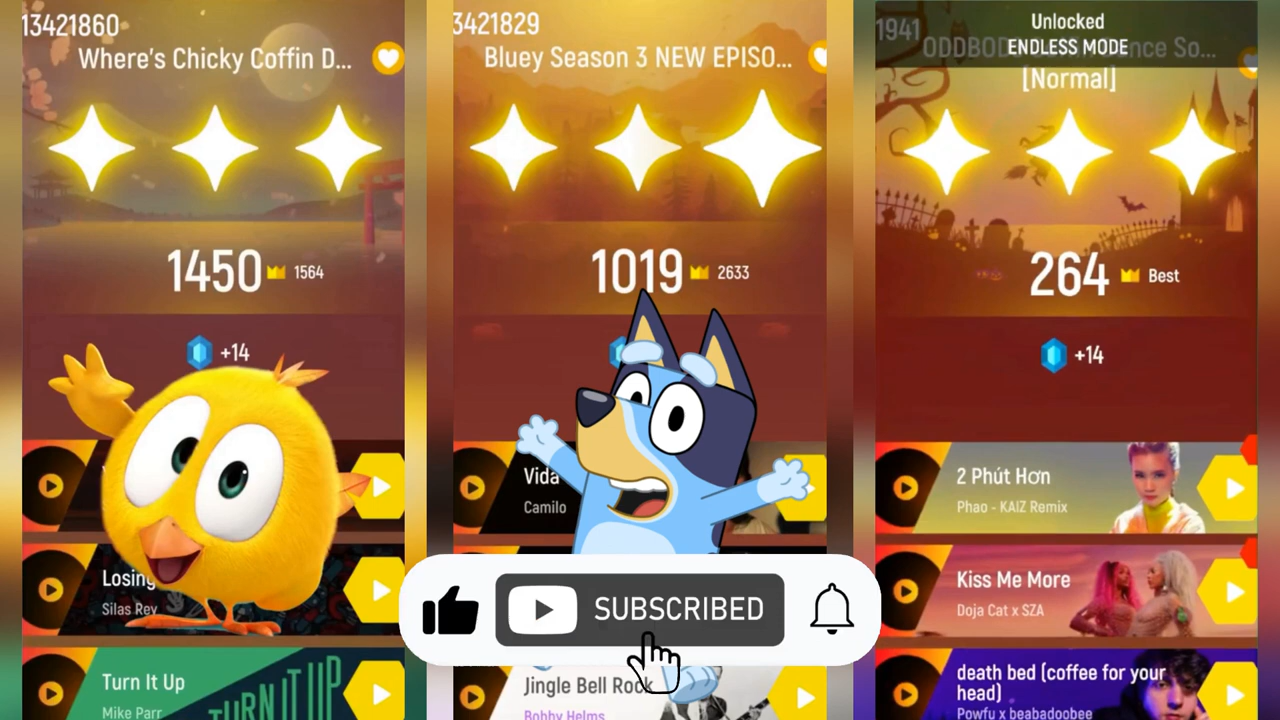 13421860
Where's Chicky Coffin D...
1450
1564
+14
Losing
Silas Rey
Turn It Up
Mike Parr
TURN IT UP
3421829
Bluey Season 3 NEW EPISO...
1019
2633
Vida
Camilo
SUBSCRIBED
Jingle Bell Rock
Bobby Helms
1941
Unlocked
ENDLESS MODE
[Normal]
264
Best
+14
2 Phút Hơn
Phao - KAIZ Remix
Kiss Me More
Doja Cat x SZA
death bed (coffee for your
head)
Powfu x beabadoobee